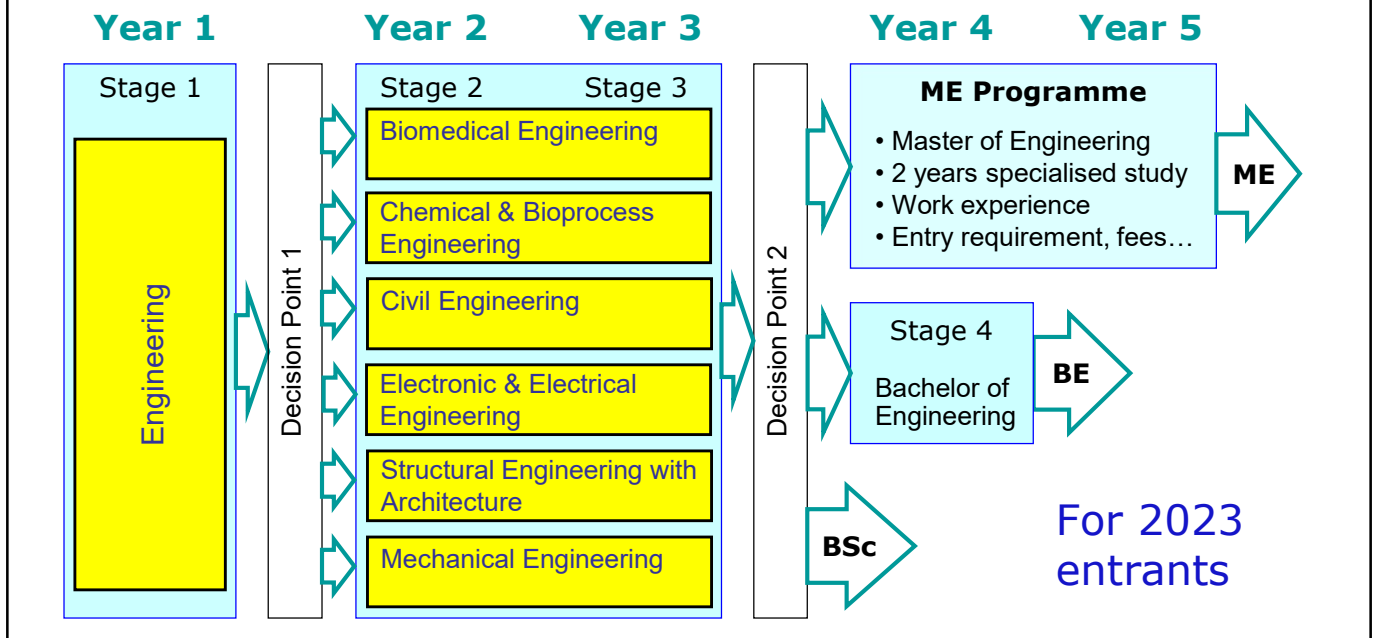 Year 1
Year 2
Year 3
Year 4
Year 5
Stage 1
Engineering
Decision Point 1
Stage 2
Stage 3
Biomedical Engineering
Chemical & Bioprocess
Engineering
Civil Engineering
Electronic & Electrical
Engineering
Structural Engineering with
Architecture
Mechanical Engineering
Decision Point 2
ME Programme
• Master of Engineering
• 2 years specialised study
• Work experience
• Entry requirement, fees…
ME
Stage 4
Bachelor of
Engineering
BE
BSc
For 2023
entrants